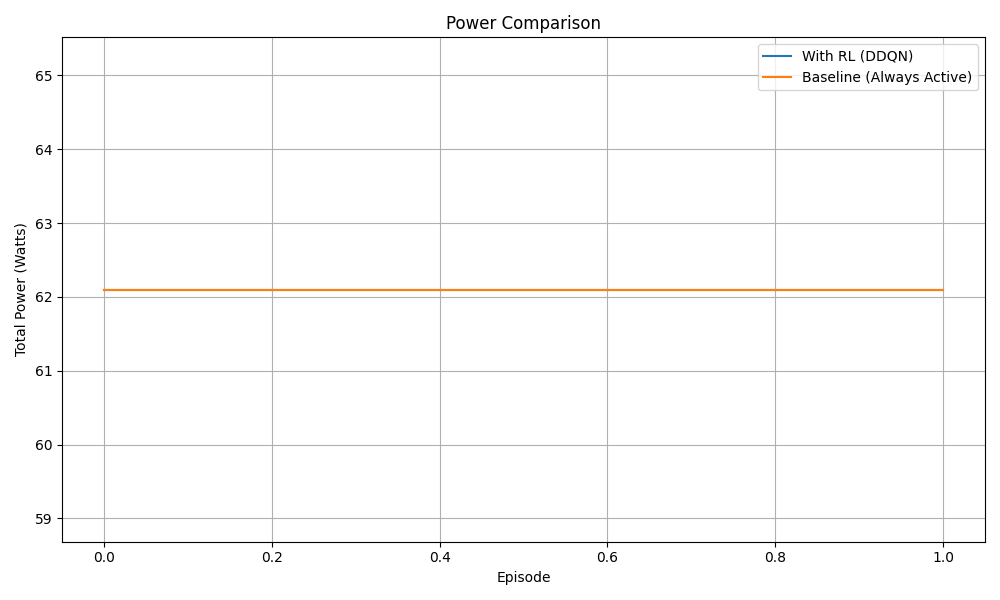 Power Comparison
With RL (DDQN)
Baseline (Always Active)
Total Power (Watts)
65
64
63
62
61
60
59
0.0 0.2 0.4 0.6 0.8 1.0
Episode